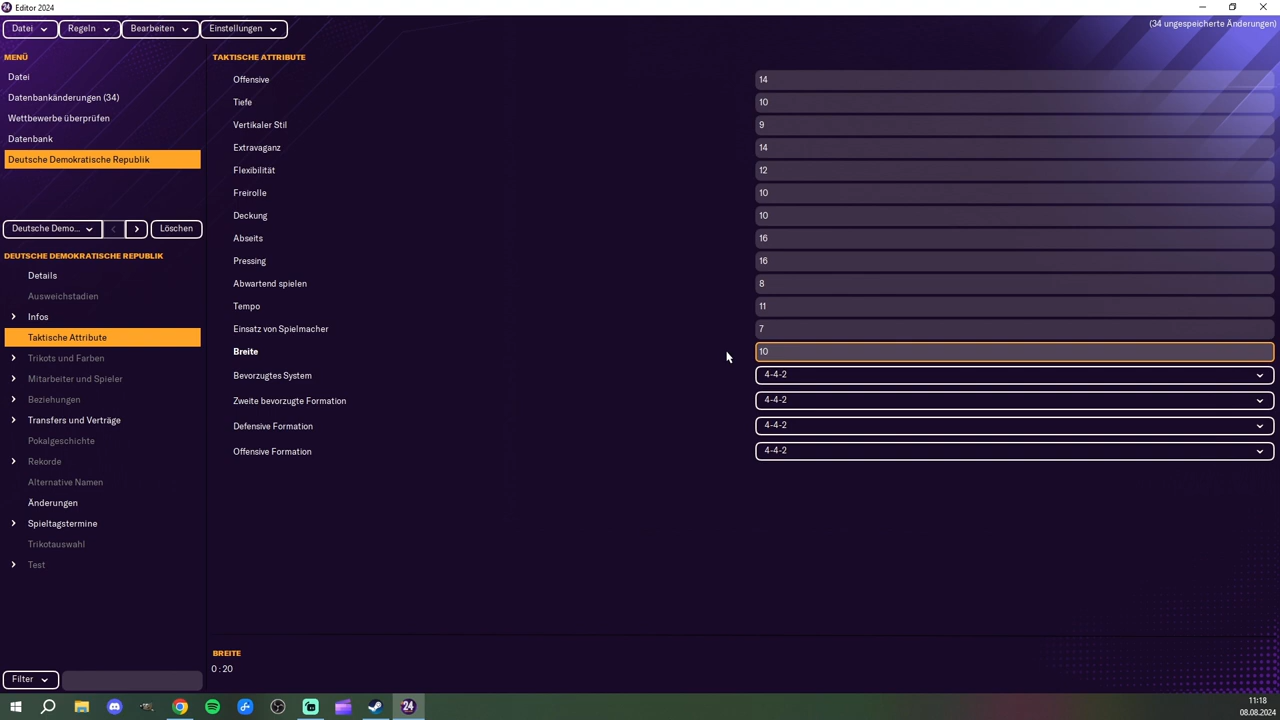 Editor 2024
Datei Regeln Bearbeiten Einstellungen (34 ungespeicherte Änderungen)
MENÜ
Datei
Datenbankänderungen (34)
Wettbewerbe überprüfen
Datenbank
Deutsche Demokratische Republik
Deutsche Demo... Löschen
DEUTSCHE DEMOKRATISCHE REPUBLIK
Details
Ausweichstadien
Infos
Taktische Attribute
Trikots und Farben
Mitarbeiter und Spieler
Beziehungen
Transfers und Verträge
Pokalgeschichte
Rekorde
Alternative Namen
Änderungen
Spieltagstermine
Trikotauswahl
Test
Filter
TAKTISCHE ATTRIBUTE
Offensive 14
Tiefe 10
Vertikaler Stil 9
Extravaganz 14
Flexibilität 12
Freirolle 10
Deckung 10
Abseits 16
Pressing 16
Abwartend spielen 8
Tempo 11
Einsatz von Spielmacher 7
Breite 10
Bevorzugtes System 4-4-2
Zweite bevorzugte Formation 4-4-2
Defensive Formation 4-4-2
Offensive Formation 4-4-2
BREITE
0 : 20
24
11:18
08.08.2024